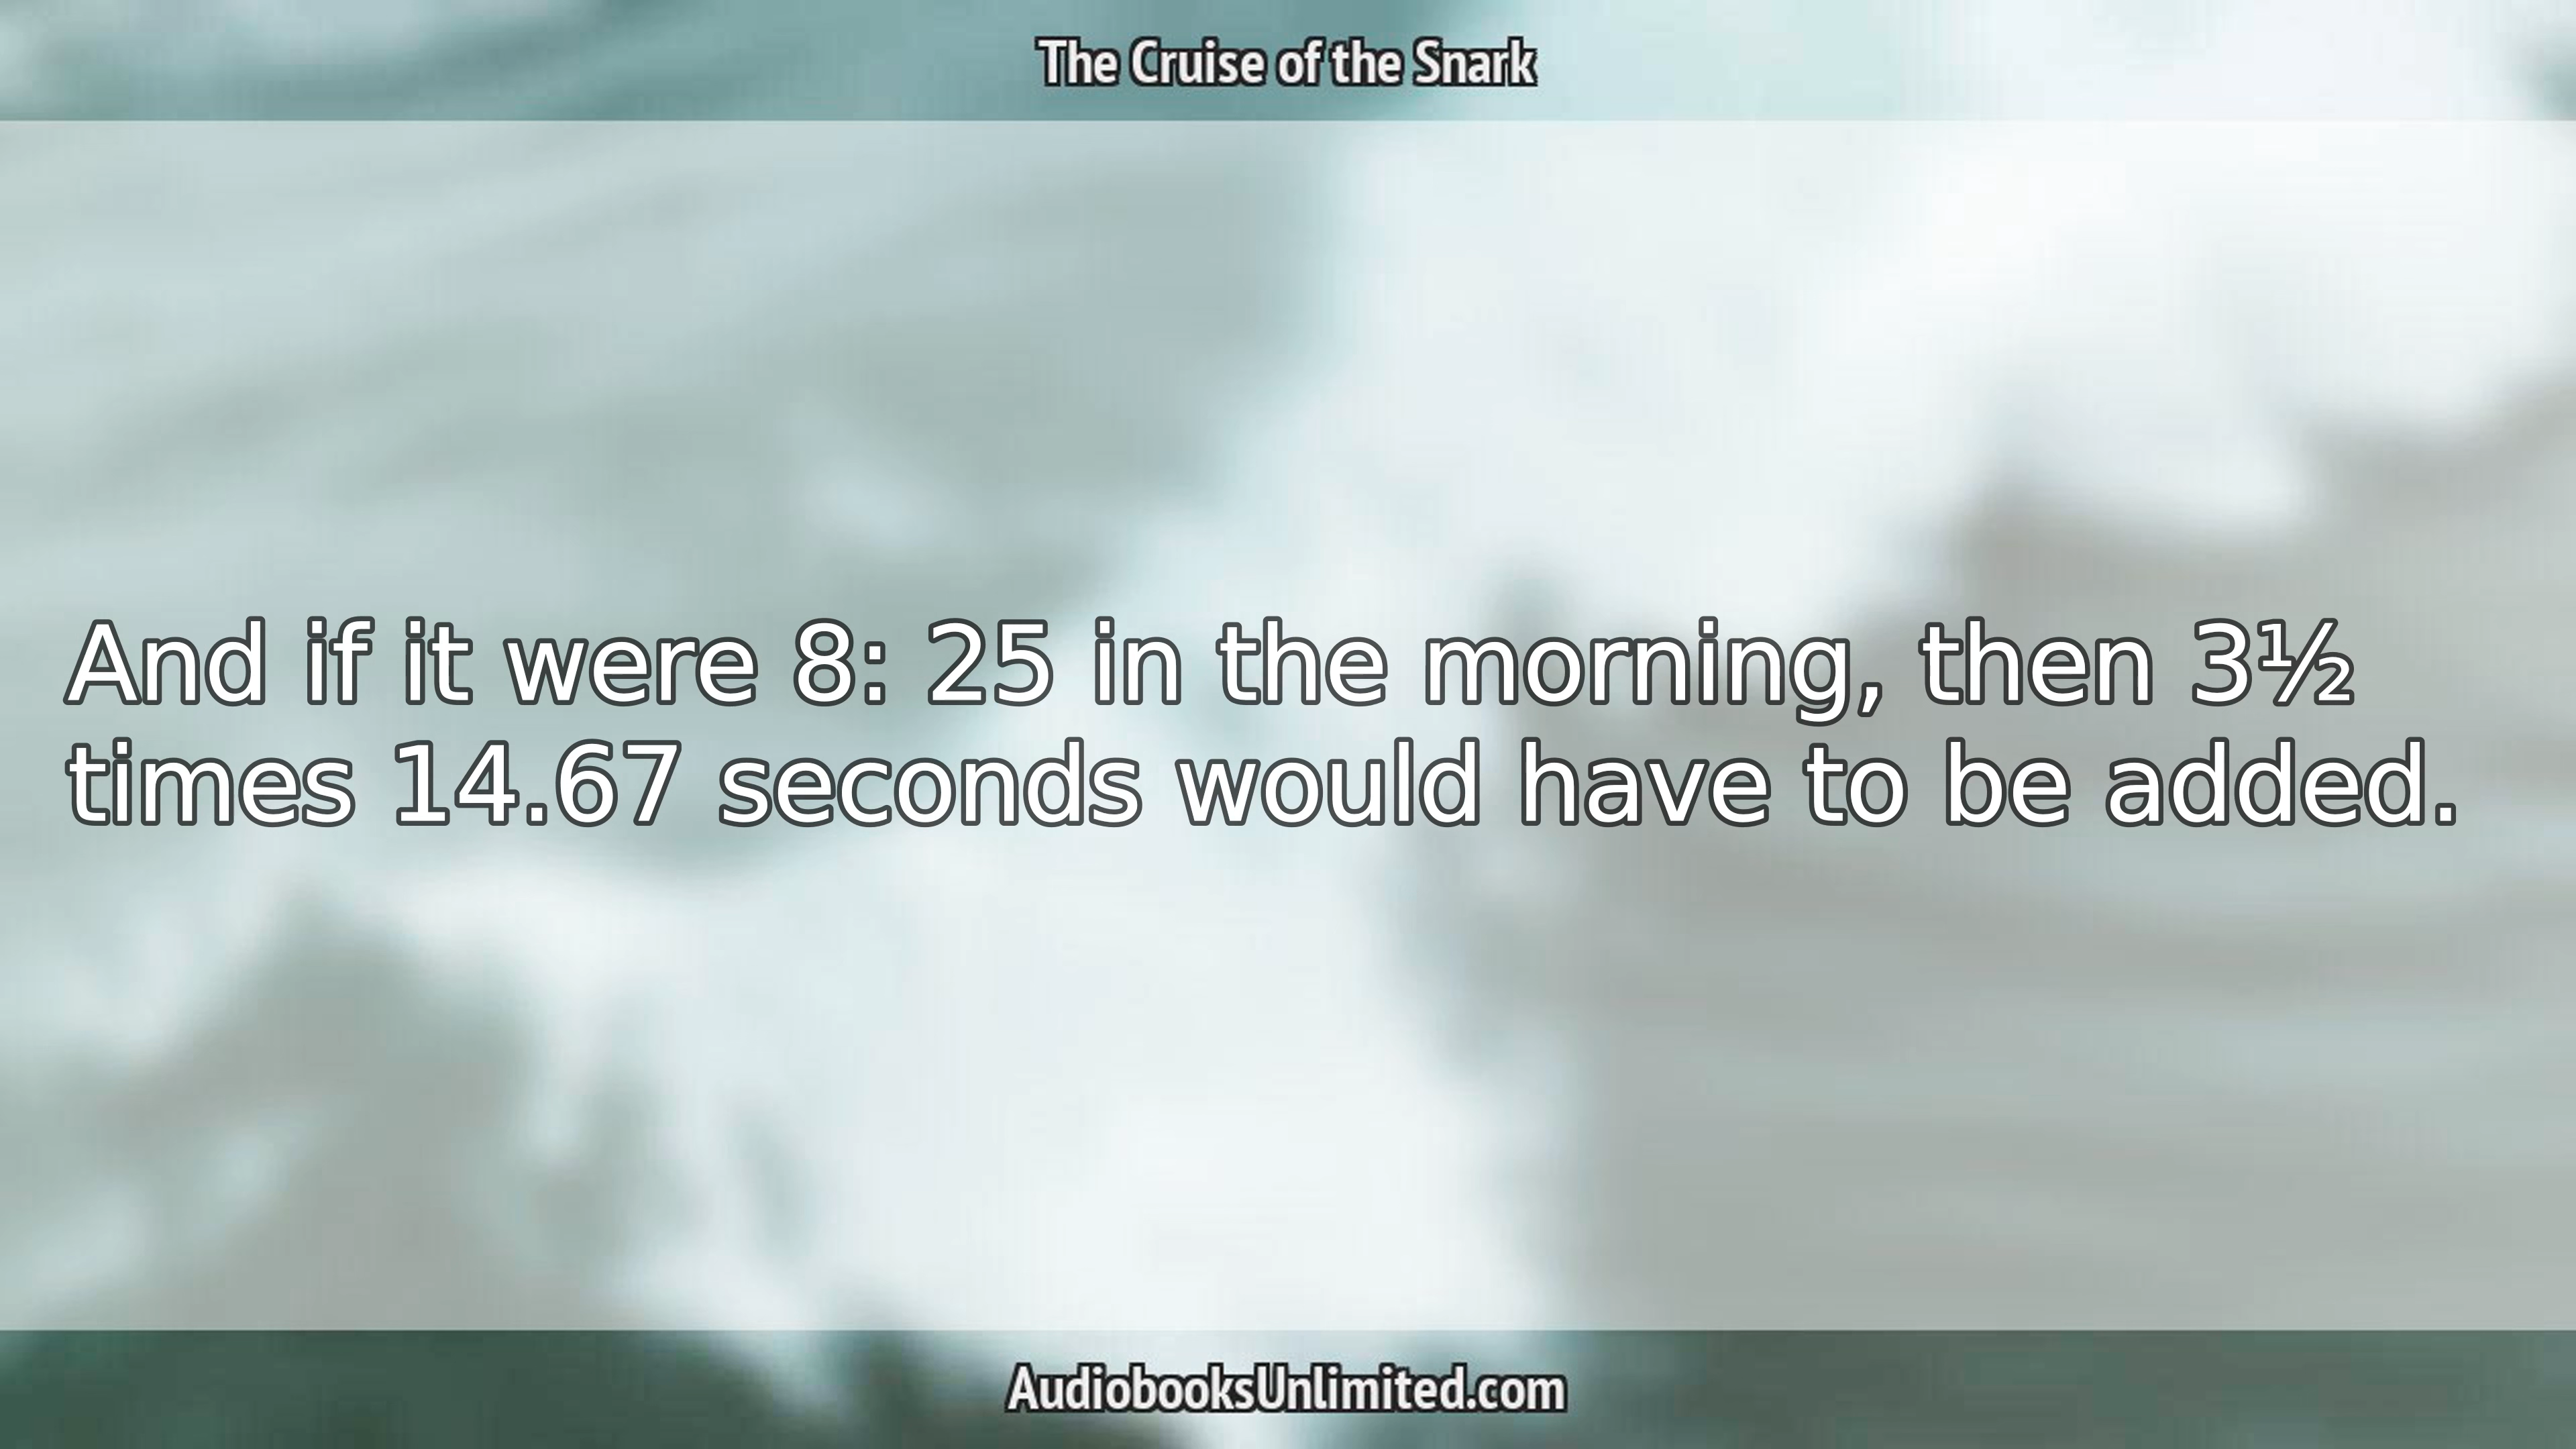 The Cruise of the Snark
And if it were 8: 25 in the morning, then 3½
times 14.67 seconds would have to be added.
AudiobooksUnlimited.com